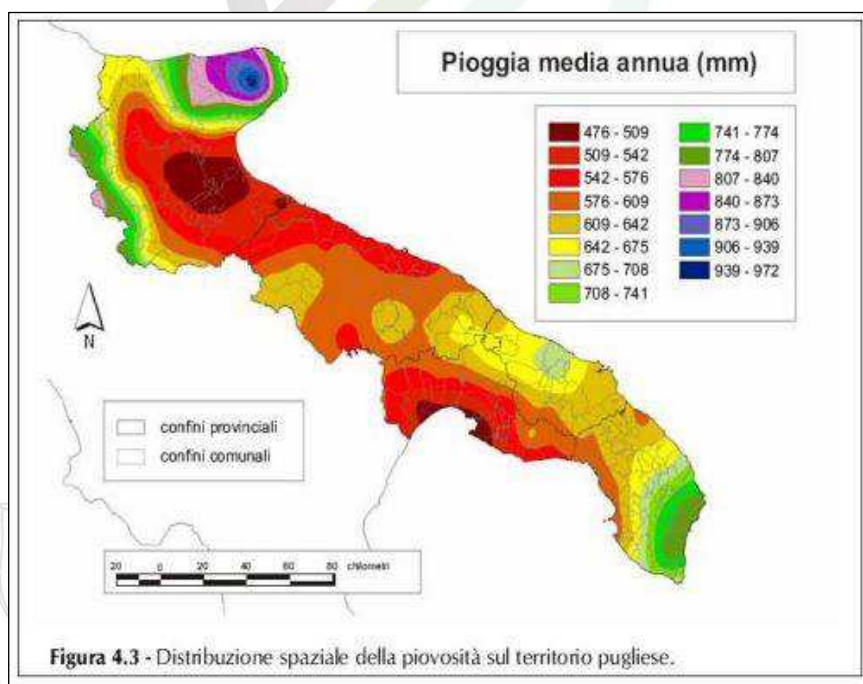 Pioggia media annua (mm)
476 - 509
509 - 542
542 - 576
576 - 609
609 - 642
642 - 675
675 - 708
708 - 741
741 - 774
774 - 807
807 - 840
840 - 873
873 - 906
906 - 939
939 - 972
N
confini provinciali
confini comunali
20 0 20 40 60 80 chilometri
Figura 4.3 - Distribuzione spaziale della piovosità sul territorio pugliese.